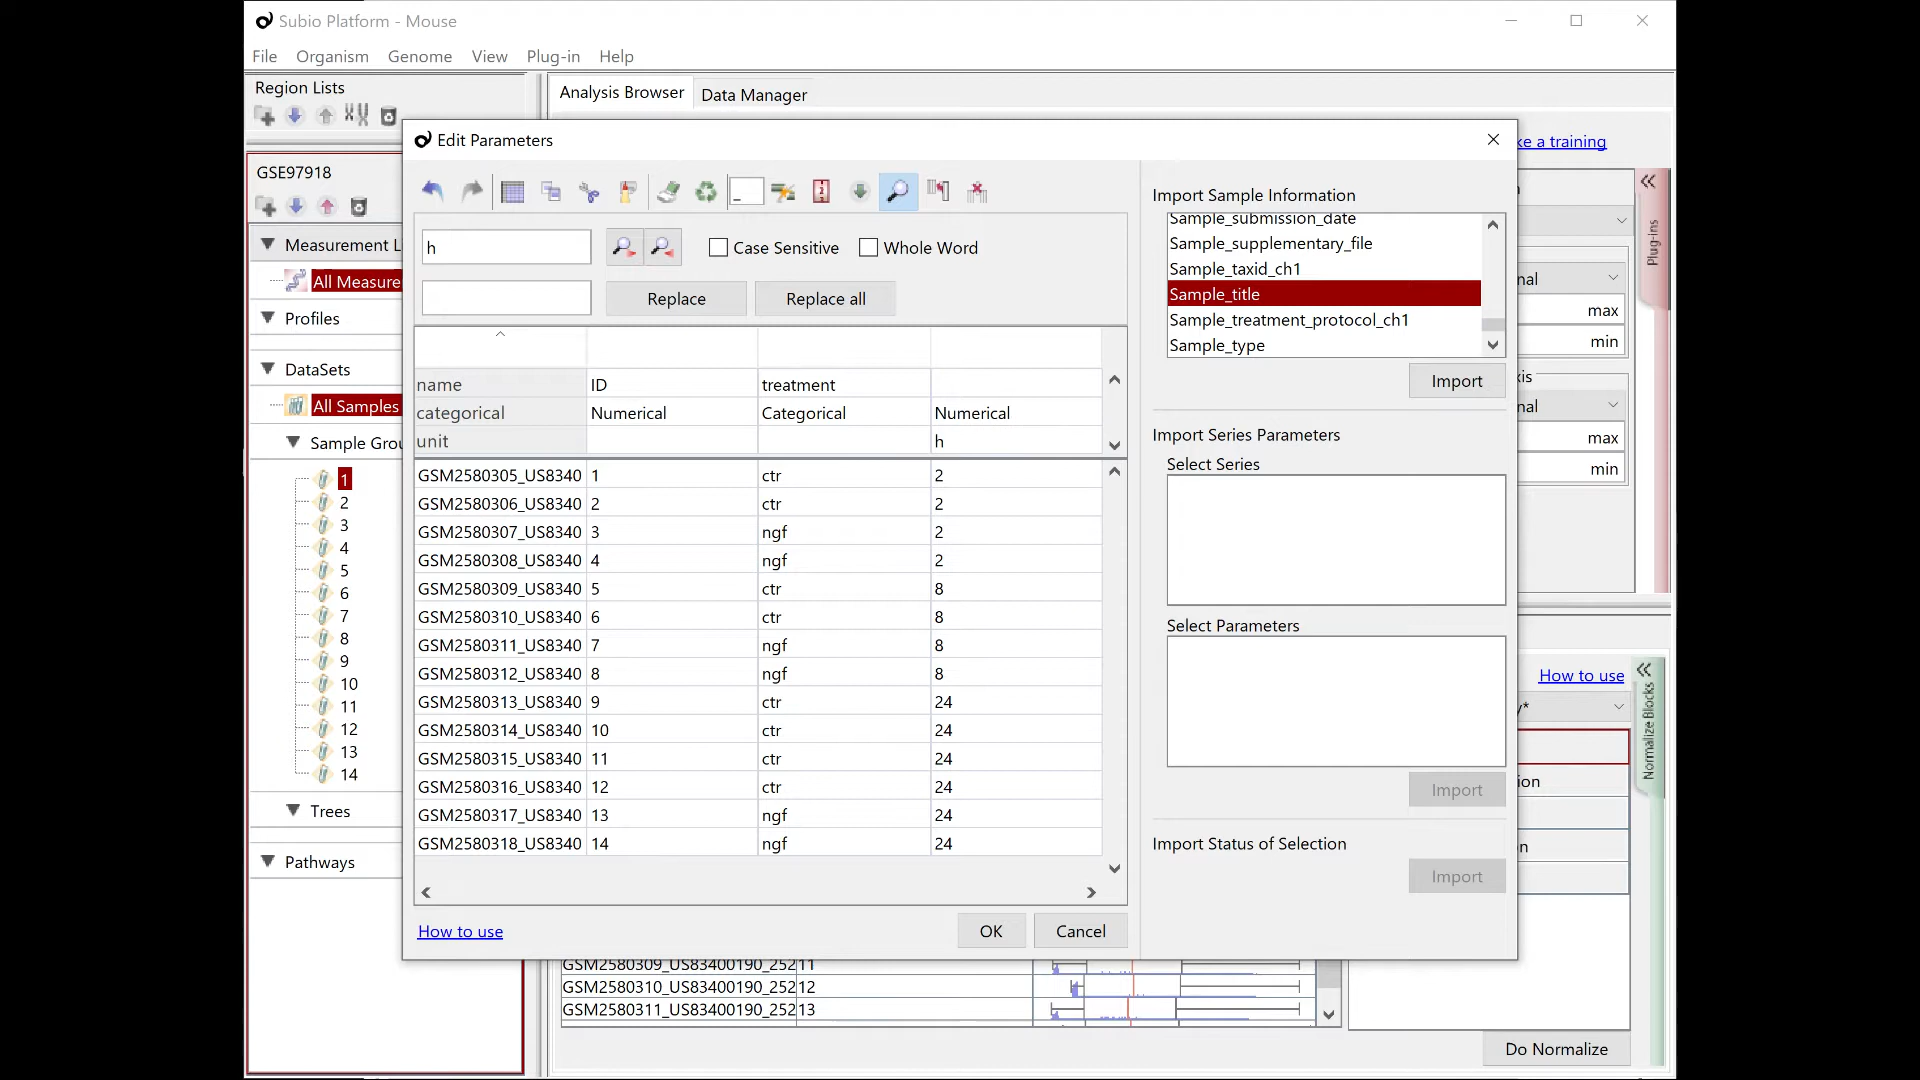 Subio Platform - Mouse
File Organism Genome View Plug-in Help
Region Lists
Analysis Browser Data Manager
GSE97918
Measurement L
All Measure
Profiles
DataSets
All Samples
Sample Grou
1
2
3
4
5
6
7
8
9
10
11
12
13
14
Trees
Pathways
Edit Parameters
h
Case Sensitive Whole Word
Replace Replace all
name ID treatment
categorical Numerical Categorical Numerical
unit h
GSM2580305_US8340 1 ctr 2
GSM2580306_US8340 2 ctr 2
GSM2580307_US8340 3 ngf 2
GSM2580308_US8340 4 ngf 2
GSM2580309_US8340 5 ctr 8
GSM2580310_US8340 6 ctr 8
GSM2580311_US8340 7 ngf 8
GSM2580312_US8340 8 ngf 8
GSM2580313_US8340 9 ctr 24
GSM2580314_US8340 10 ctr 24
GSM2580315_US8340 11 ctr 24
GSM2580316_US8340 12 ctr 24
GSM2580317_US8340 13 ngf 24
GSM2580318_US8340 14 ngf 24
How to use
OK Cancel
Import Sample Information
Sample_submission_date
Sample_supplementary_file
Sample_taxid_ch1
Sample_title
Sample_treatment_protocol_ch1
Sample_type
Import
Import Series Parameters
Select Series
Select Parameters
Import
Import Status of Selection
Import
ke a training
Plug-ins
nal
max
min
xis
nal
max
min
How to use
y*
Normalize Blocks
ion
n
GSM2580309_US83400190_252 11
GSM2580310_US83400190_252 12
GSM2580311_US83400190_252 13
Do Normalize